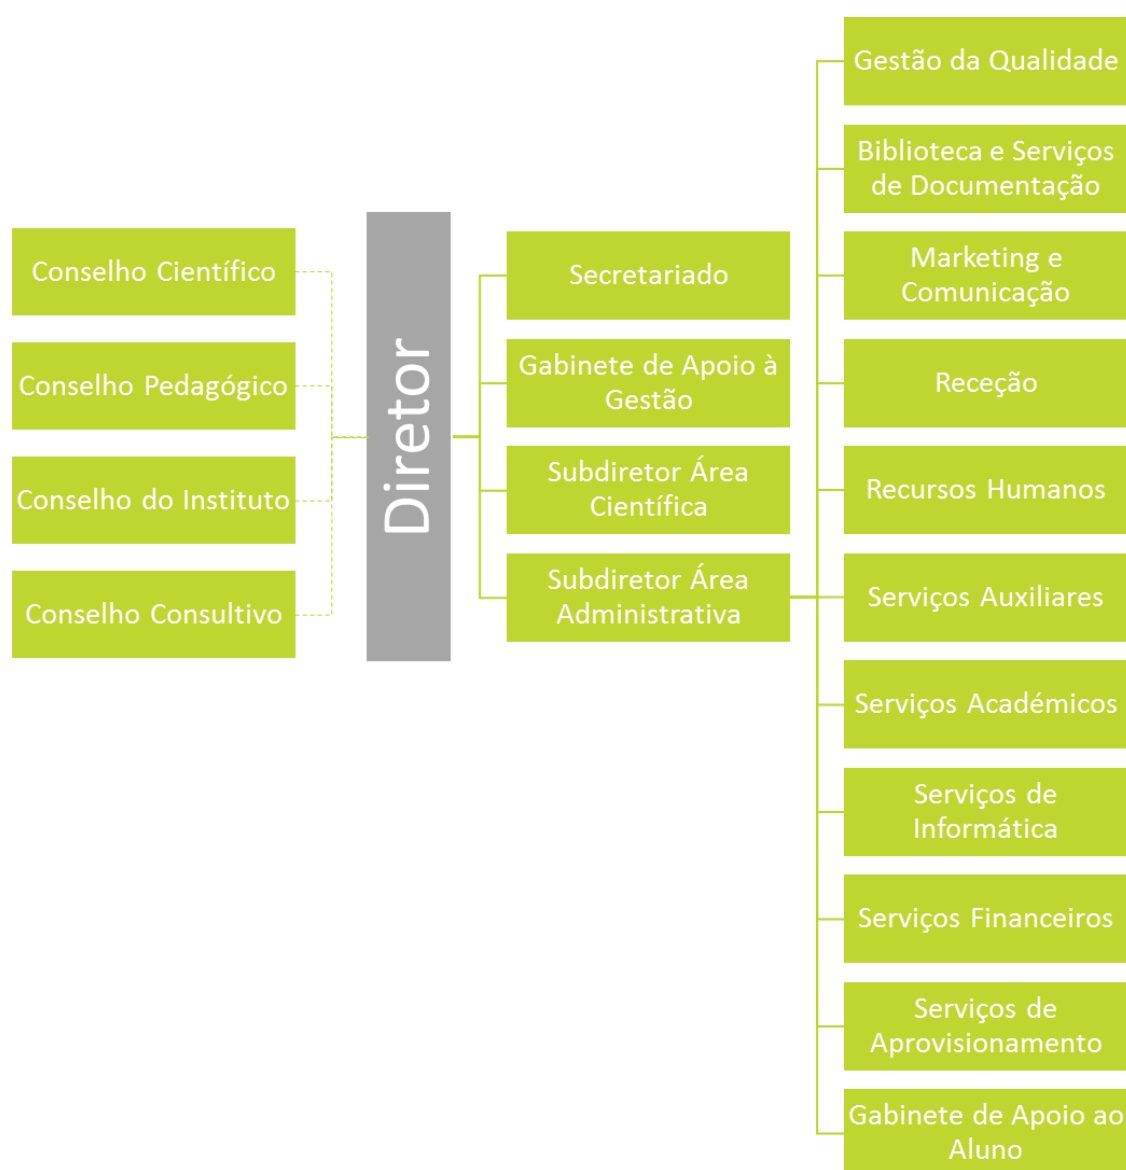 Conselho Científico
Conselho Pedagógico
Conselho do Instituto
Conselho Consultivo
Diretor
Secretariado
Gabinete de Apoio à
Gestão
Subdiretor Área
Científica
Subdiretor Área
Administrativa
Gestão da Qualidade
Biblioteca e Serviços
de Documentação
Marketing e
Comunicação
Receção
Recursos Humanos
Serviços Auxiliares
Serviços Académicos
Serviços de
Informática
Serviços Financeiros
Serviços de
Aprovisionamento
Gabinete de Apoio ao
Aluno